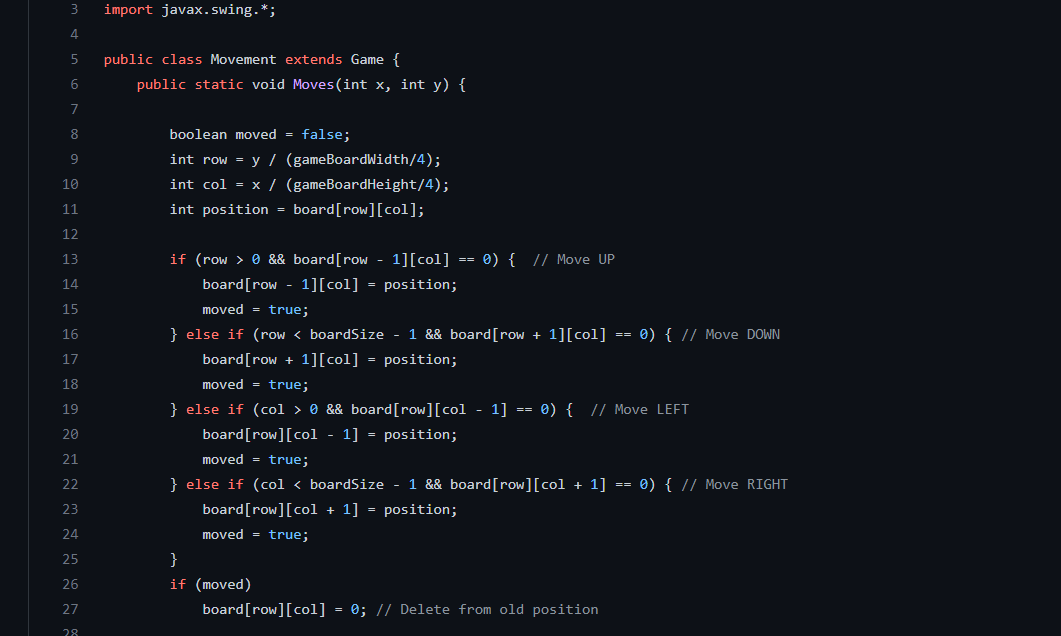 3 import javax.swing.*;
4
5 public class Movement extends Game {
6 public static void Moves(int x, int y) {
7
8 boolean moved = false;
9 int row = y / (gameBoardWidth/4);
10 int col = x / (gameBoardHeight/4);
11 int position = board[row][col];
12
13 if (row > 0 && board[row - 1][col] == 0) { // Move UP
14 board[row - 1][col] = position;
15 moved = true;
16 } else if (row < boardSize - 1 && board[row + 1][col] == 0) { // Move DOWN
17 board[row + 1][col] = position;
18 moved = true;
19 } else if (col > 0 && board[row][col - 1] == 0) { // Move LEFT
20 board[row][col - 1] = position;
21 moved = true;
22 } else if (col < boardSize - 1 && board[row][col + 1] == 0) { // Move RIGHT
23 board[row][col + 1] = position;
24 moved = true;
25 }
26 if (moved)
27 board[row][col] = 0; // Delete from old position
28